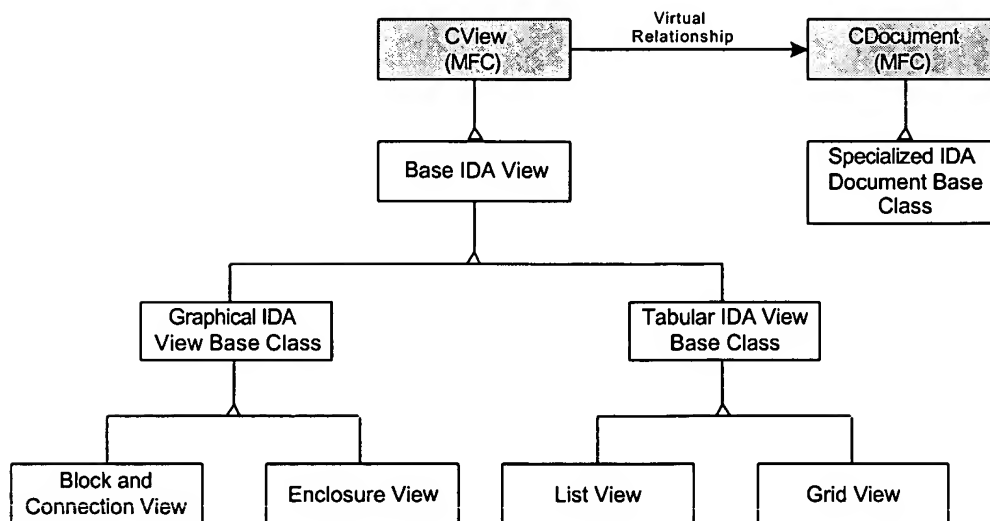 CView
(MFC)
Virtual
Relationship
CDocument
(MFC)
Base IDA View
Specialized IDA
Document Base
Class
Graphical IDA
View Base Class
Tabular IDA View
Base Class
Block and
Connection View
Enclosure View
List View
Grid View